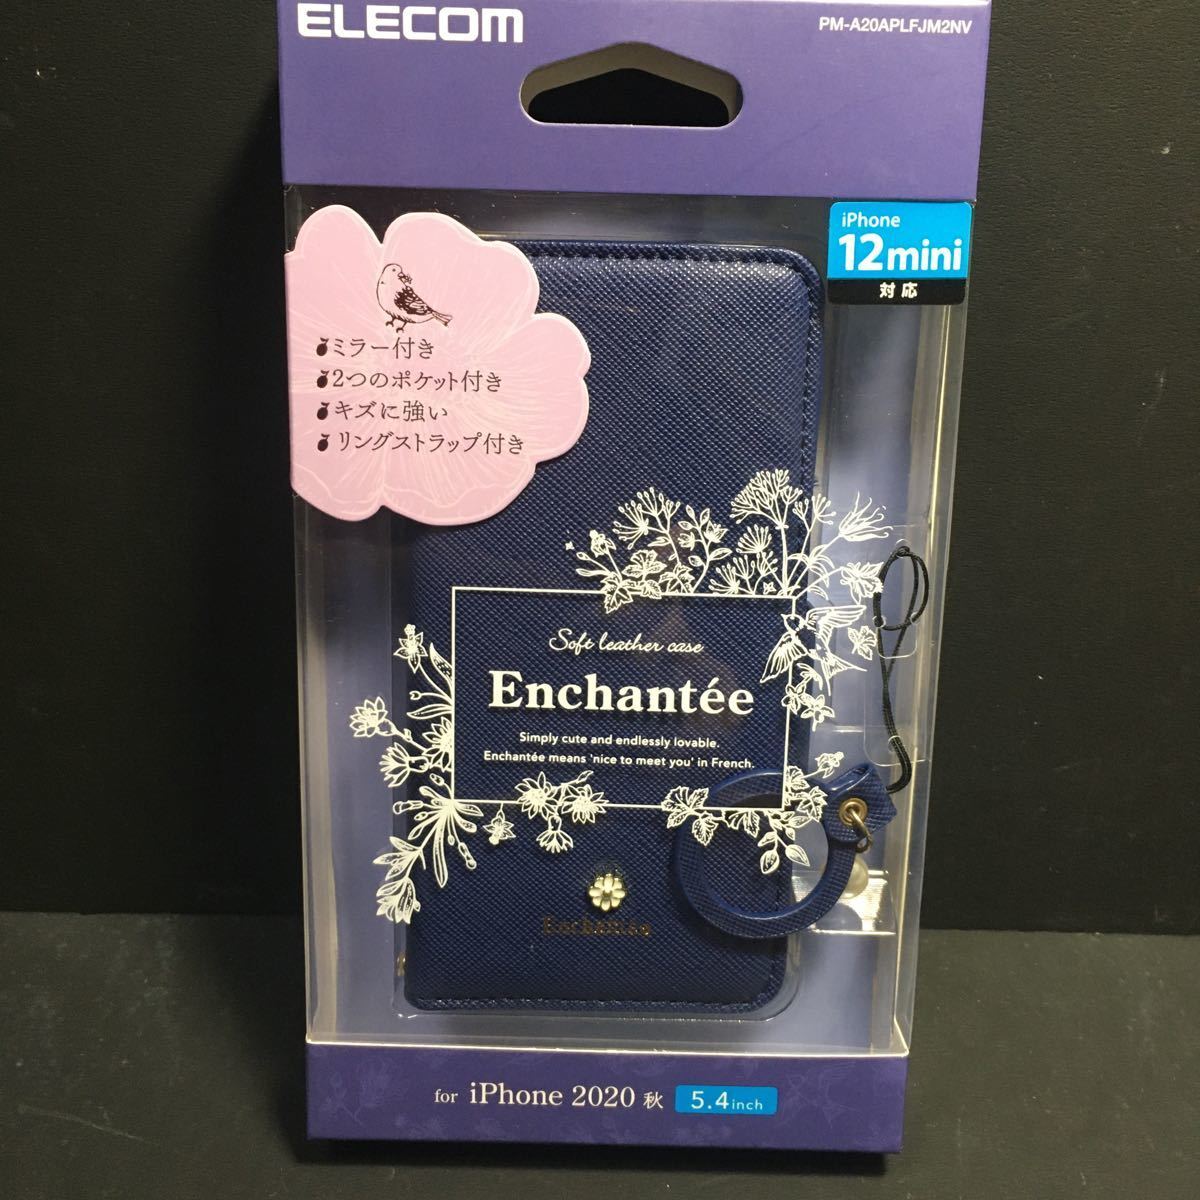 ELECOM
PM-A20APLFJM2NV
iPhone
12mini
対応
ミラー付き
2つのポケット付き
キズに強い
リングストラップ付き
Soft leather case
Enchantée
Simply cute and endlessly lovable.
Enchantée means 'nice to meet you' in French.
Enchantée
for iPhone 2020 秋 5.4inch